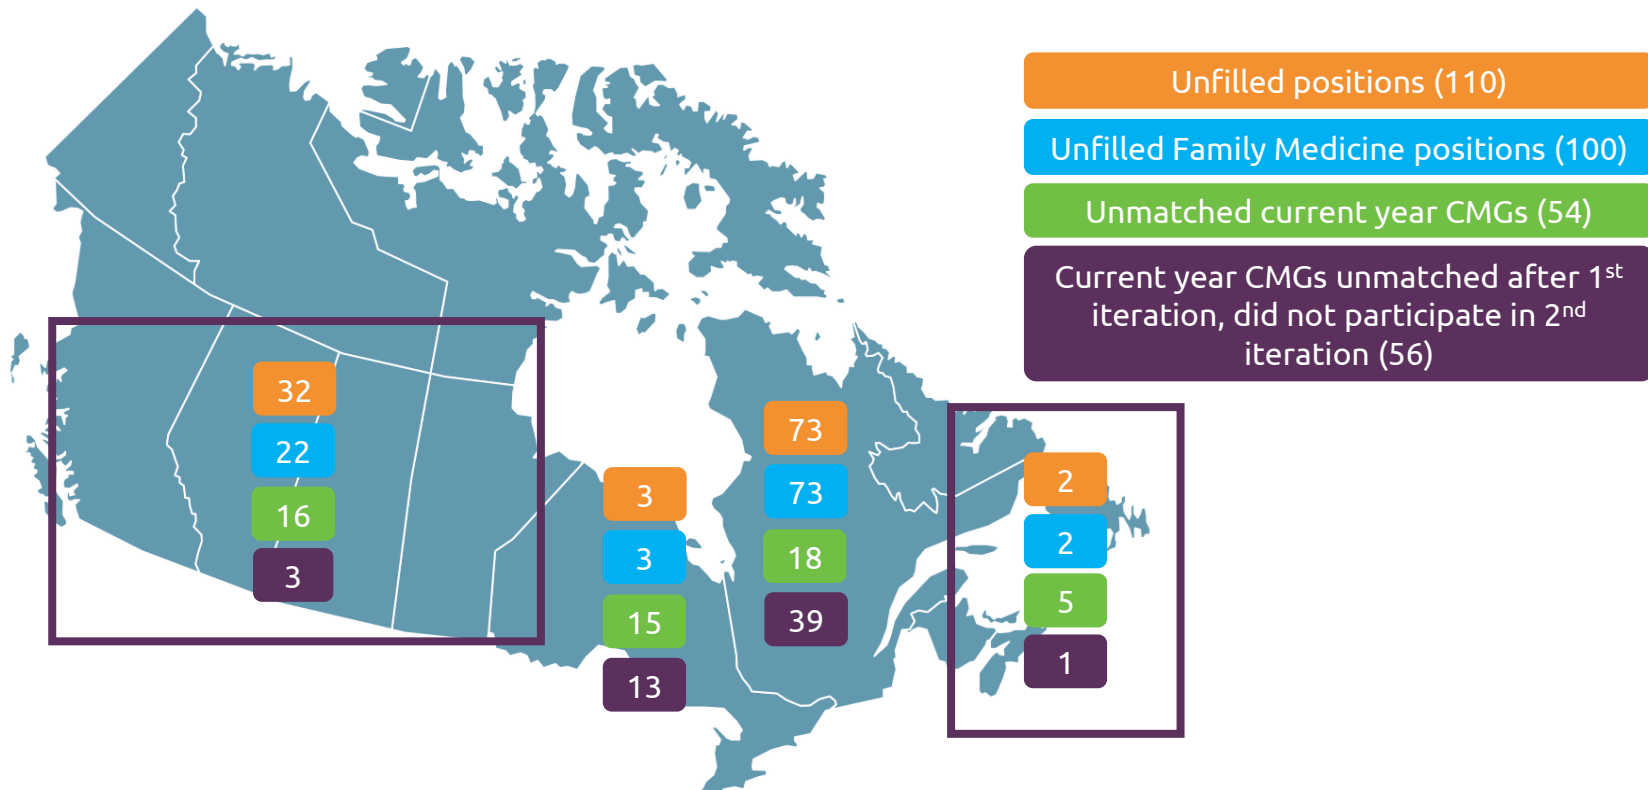 Unfilled positions (110)
Unfilled Family Medicine positions (100)
Unmatched current year CMGs (54)
Current year CMGs unmatched after 1st
iteration, did not participate in 2nd
iteration (56)
32
22
16
3
3
3
15
13
73
73
18
39
2
2
5
1